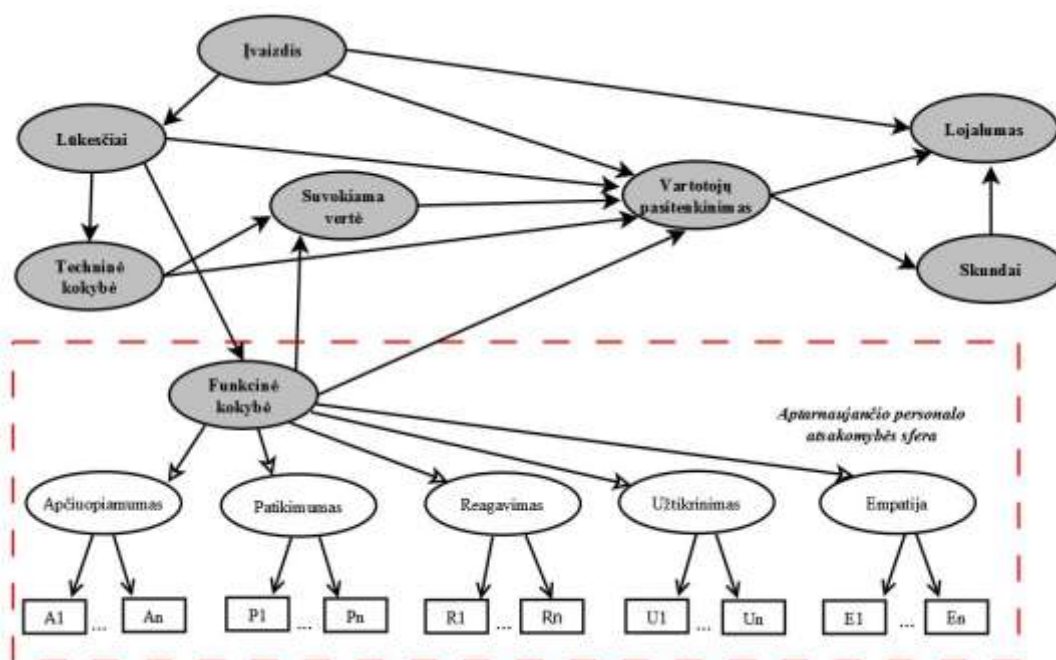 Įvaizdis
Lūkesčiai
Lojalumas
Suvokiama
vertė
Vartotojų
pasitenkinimas
Techninė
kokybė
Skundai
Funkcinė
kokybė
Aptarnaujančio personalo
atsakomybės sfera
Apčiuopiamumas
Patikimumas
Reagavimas
Užtikrinimas
Empatija
A1 ... An
P1 ... Pn
R1 ... Rn
U1 ... Un
E1 ... En